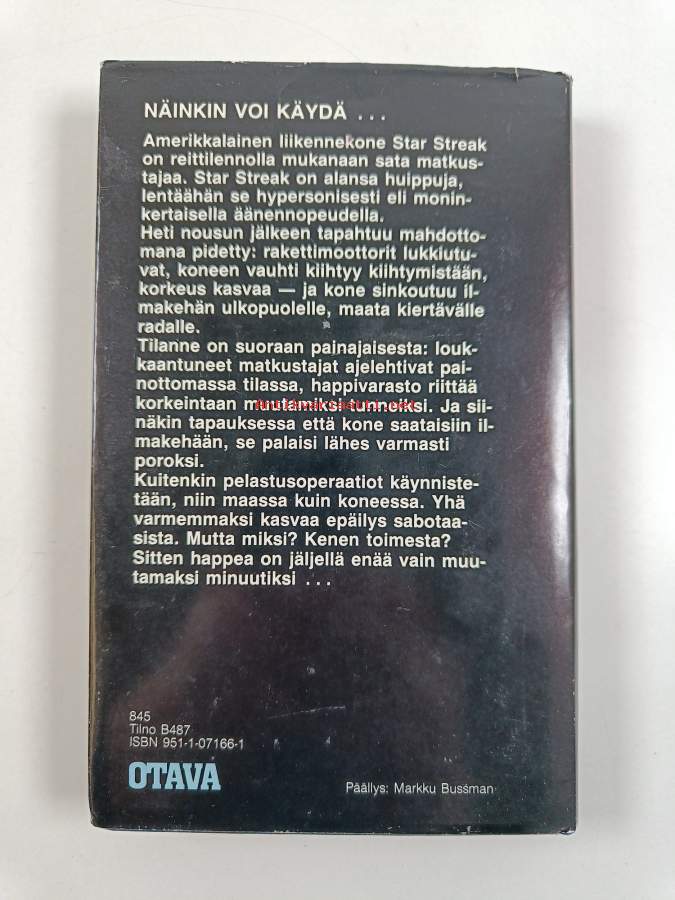 NÄINKIN VOI KÄYDÄ . . .
Amerikkalainen liikennekone Star Streak
on reittilennolla mukanaan sata matkus-
tajaa. Star Streak on alansa huippuja,
lentäähän se hypersonisesti eli monin-
kertaisella äänennopeudella.
Heti nousun jälkeen tapahtuu mahdotto-
mana pidetty: rakettimoottorit lukkiutu-
vat, koneen vauhti kiihtyy kiihtymistään,
korkeus kasvaa — ja kone sinkoutuu il-
makehän ulkopuolelle, maata kiertävälle
radalle.
Tilanne on suoraan painajaisesta: louk-
kaantuneet matkustajat ajelehtivat pai-
nottomassa tilassa, happivarasto riittää
korkeintaan muutamaksi tunneiksi. Ja sii-
näkin tapauksessa että kone saataisiin il-
makehään, se palaisi lähes varmasti
poroksi.
Kuitenkin pelastusoperaatiot käynniste-
tään, niin maassa kuin koneessa. Yhä
varmemmaksi kasvaa epäilys sabotaa-
sista. Mutta miksi? Kenen toimesta?
Sitten happea on jäljellä enää vain muu-
tamaksi minuutiksi . . .
845
Tilno B487
ISBN 951-1-07166-1
OTAVA
Päällys: Markku Bussman